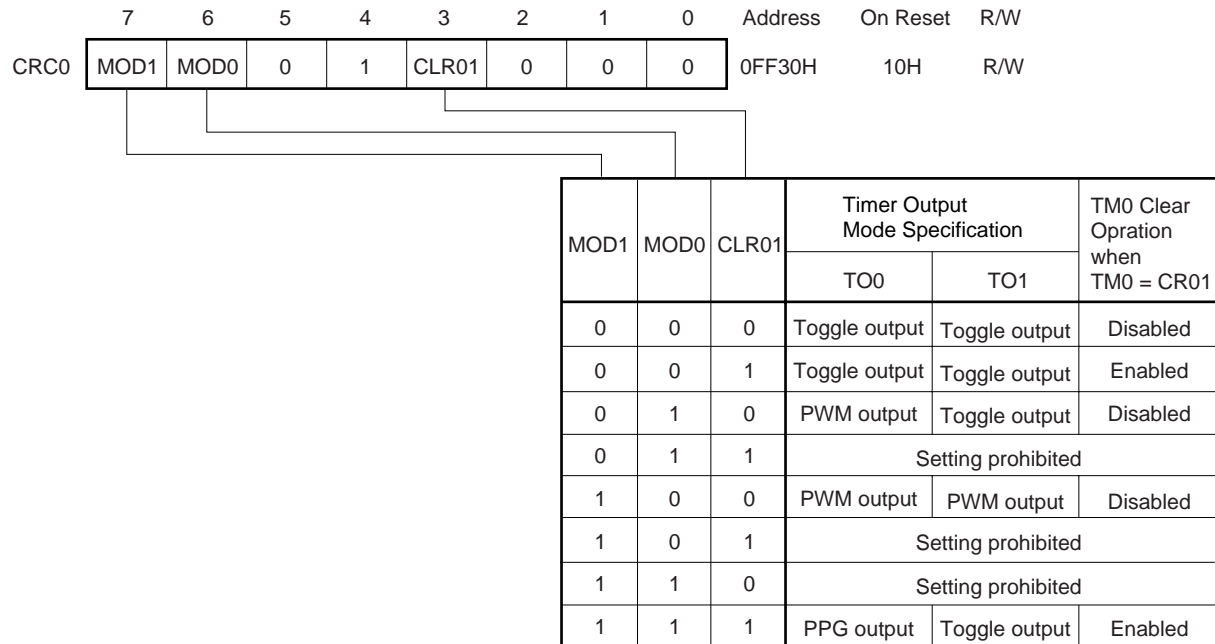 7 6 5 4 3 2 1 0 Address On Reset R/W
CRC0 MOD1 MOD0 0 1 CLR01 0 0 0 0FF30H 10H R/W
MOD1 MOD0 CLR01
Timer Output
Mode Specification
TO0 TO1
TM0 Clear
Opration
when
TM0 = CR01
0 0 0 Toggle output Toggle output Disabled
0 0 1 Toggle output Toggle output Enabled
0 1 0 PWM output Toggle output Disabled
0 1 1 Setting prohibited
1 0 0 PWM output PWM output Disabled
1 0 1 Setting prohibited
1 1 0 Setting prohibited
1 1 1 PPG output Toggle output Enabled